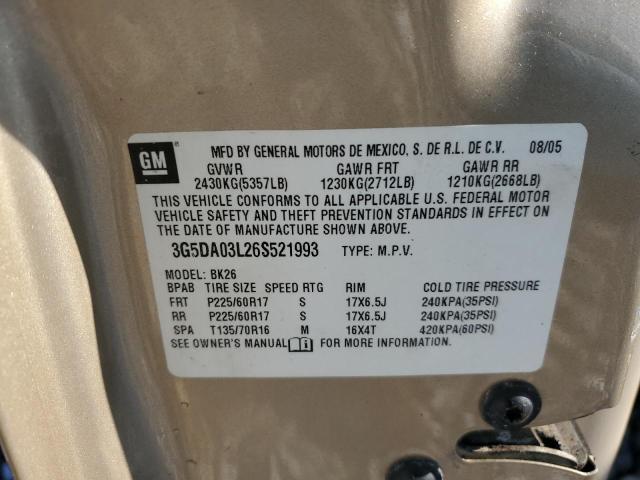 GM
MFD BY GENERAL MOTORS DE MEXICO, S. DE R.L. DE C.V. 08/05
GVWR GAWR FRT GAWR RR
2430KG(5357LB) 1230KG(2712LB) 1210KG(2668LB)
THIS VEHICLE CONFORMS TO ALL APPLICABLE U.S. FEDERAL MOTOR
VEHICLE SAFETY AND THEFT PREVENTION STANDARDS IN EFFECT ON
THE DATE OF MANUFACTURE SHOWN ABOVE.
3G5DA03L26S521993 TYPE: M.P.V.
MODEL: BK26
BPAB TIRE SIZE SPEED RTG RIM COLD TIRE PRESSURE
FRT P225/60R17 S 17X6.5J 240KPA(35PSI)
RR P225/60R17 S 17X6.5J 240KPA(35PSI)
SPA T135/70R16 M 16X4T 420KPA(60PSI)
SEE OWNER'S MANUAL FOR MORE INFORMATION.